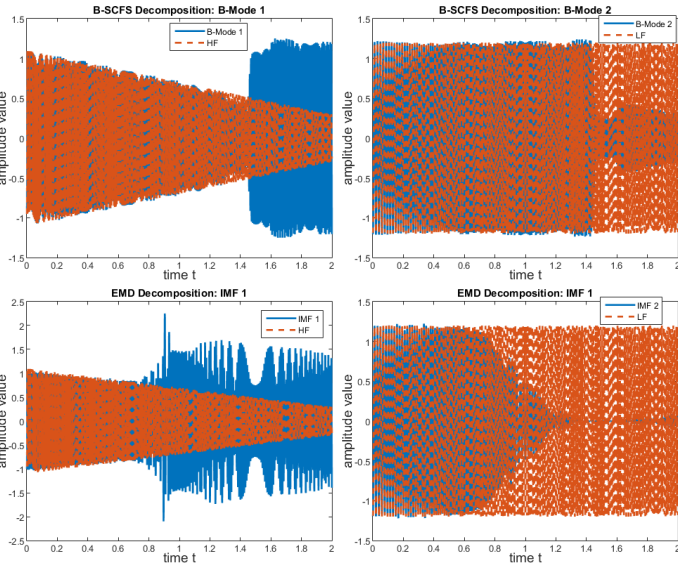 B-SCFS Decomposition: B-Mode 1
B-Mode 1
HF
amplitude value
1.5
1
0.5
0
-0.5
-1
-1.5
0 0.2 0.4 0.6 0.8 1 1.2 1.4 1.6 1.8 2
time t
B-SCFS Decomposition: B-Mode 2
B-Mode 2
LF
amplitude value
1.5
1
0.5
0
-0.5
-1
-1.5
0 0.2 0.4 0.6 0.8 1 1.2 1.4 1.6 1.8 2
time t
EMD Decomposition: IMF 1
IMF 1
HF
amplitude value
2.5
2
1.5
1
0.5
0
-0.5
-1
-1.5
-2
-2.5
0 0.2 0.4 0.6 0.8 1 1.2 1.4 1.6 1.8 2
time t
EMD Decomposition: IMF 1
IMF 2
LF
amplitude value
1.5
1
0.5
0
-0.5
-1
-1.5
0 0.2 0.4 0.6 0.8 1 1.2 1.4 1.6 1.8 2
time t